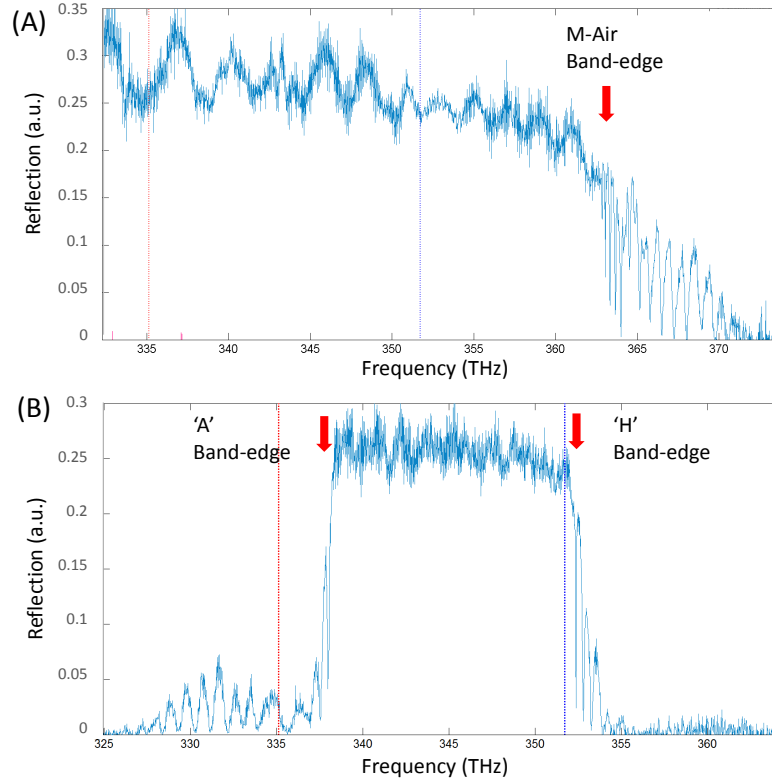 (A)
M-Air
Band-edge
0.35
0.3
0.25
0.2
0.15
0.1
0.05
0
Reflection (a.u.)
335
340
345
350
355
360
365
370
Frequency (THz)
(B)
‘A’
Band-edge
‘H’
Band-edge
0.3
0.25
0.2
0.15
0.1
0.05
0
Reflection (a.u.)
325
330
335
340
345
350
355
360
Frequency (THz)